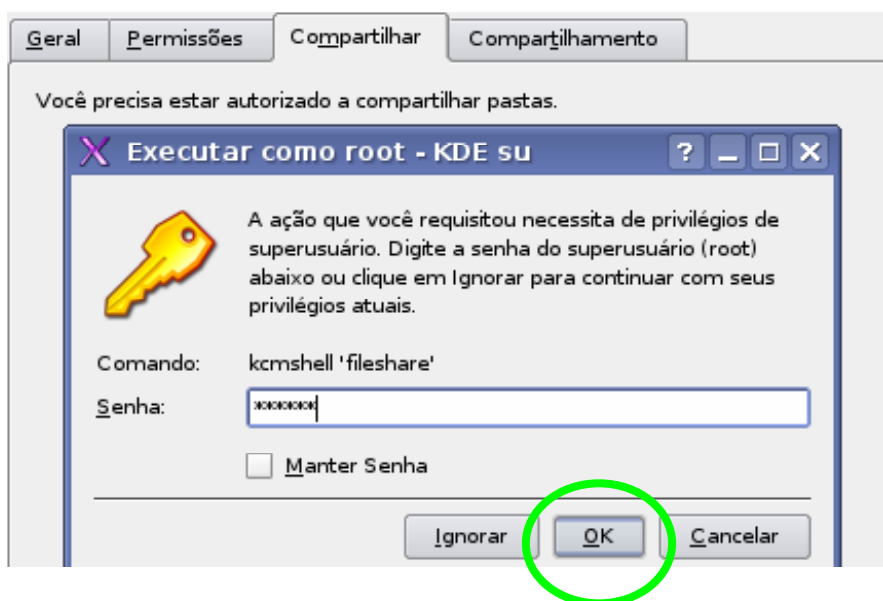 Geral Permissões Compartilhar Compartilhamento
Você precisa estar autorizado a compartilhar pastas.
Executar como root - KDE su
A ação que você requisitou necessita de privilégios de
superusuário. Digite a senha do superusuário (root)
abaixo ou clique em Ignorar para continuar com seus
privilégios atuais.
Comando: kcmshell 'fileshare'
Senha: *******
Manter Senha
Ignorar OK Cancelar